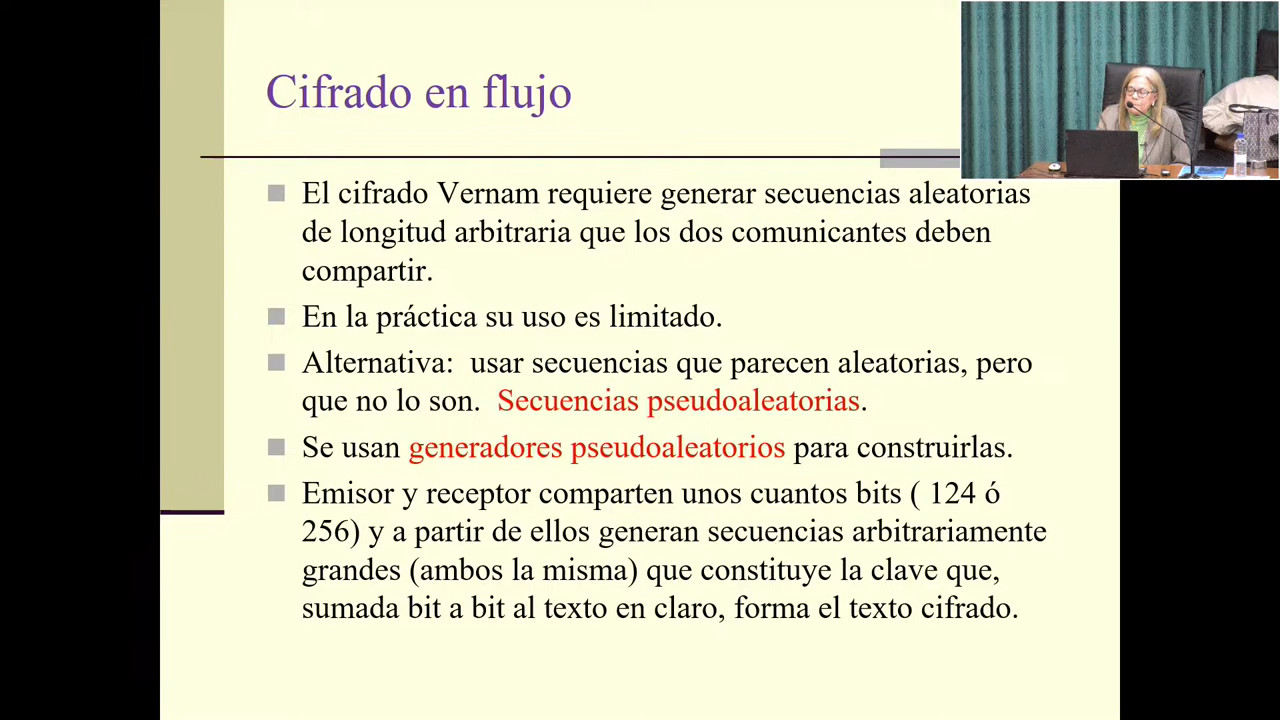 Cifrado en flujo
El cifrado Vernam requiere generar secuencias aleatorias
de longitud arbitraria que los dos comunicantes deben
compartir.
En la práctica su uso es limitado.
Alternativa: usar secuencias que parecen aleatorias, pero
que no lo son. Secuencias pseudoaleatorias.
Se usan generadores pseudoaleatorios para construirlas.
Emisor y receptor comparten unos cuantos bits ( 124 ó
256) y a partir de ellos generan secuencias arbitrariamente
grandes (ambos la misma) que constituye la clave que,
sumada bit a bit al texto en claro, forma el texto cifrado.